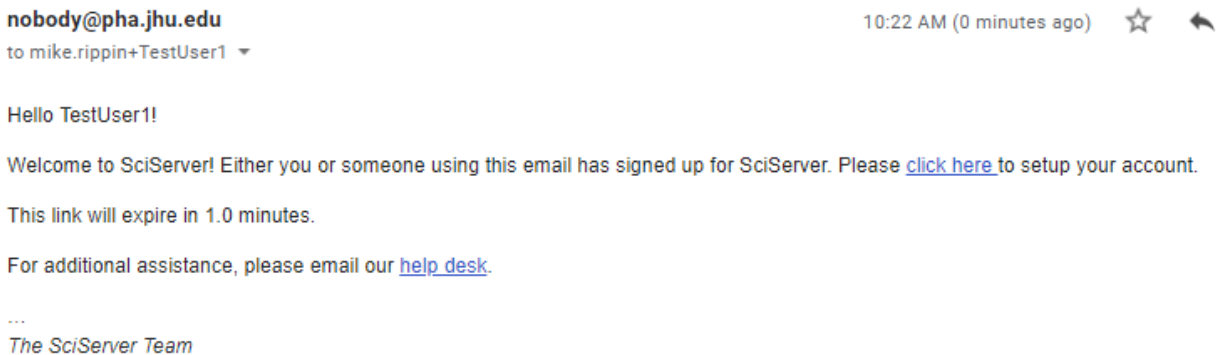 nobody@pha.jhu.edu 10:22 AM (0 minutes ago)
to mike.rippin+TestUser1
Hello TestUser1!
Welcome to SciServer! Either you or someone using this email has signed up for SciServer. Please click here to setup your account.
This link will expire in 1.0 minutes.
For additional assistance, please email our help desk.
...
The SciServer Team